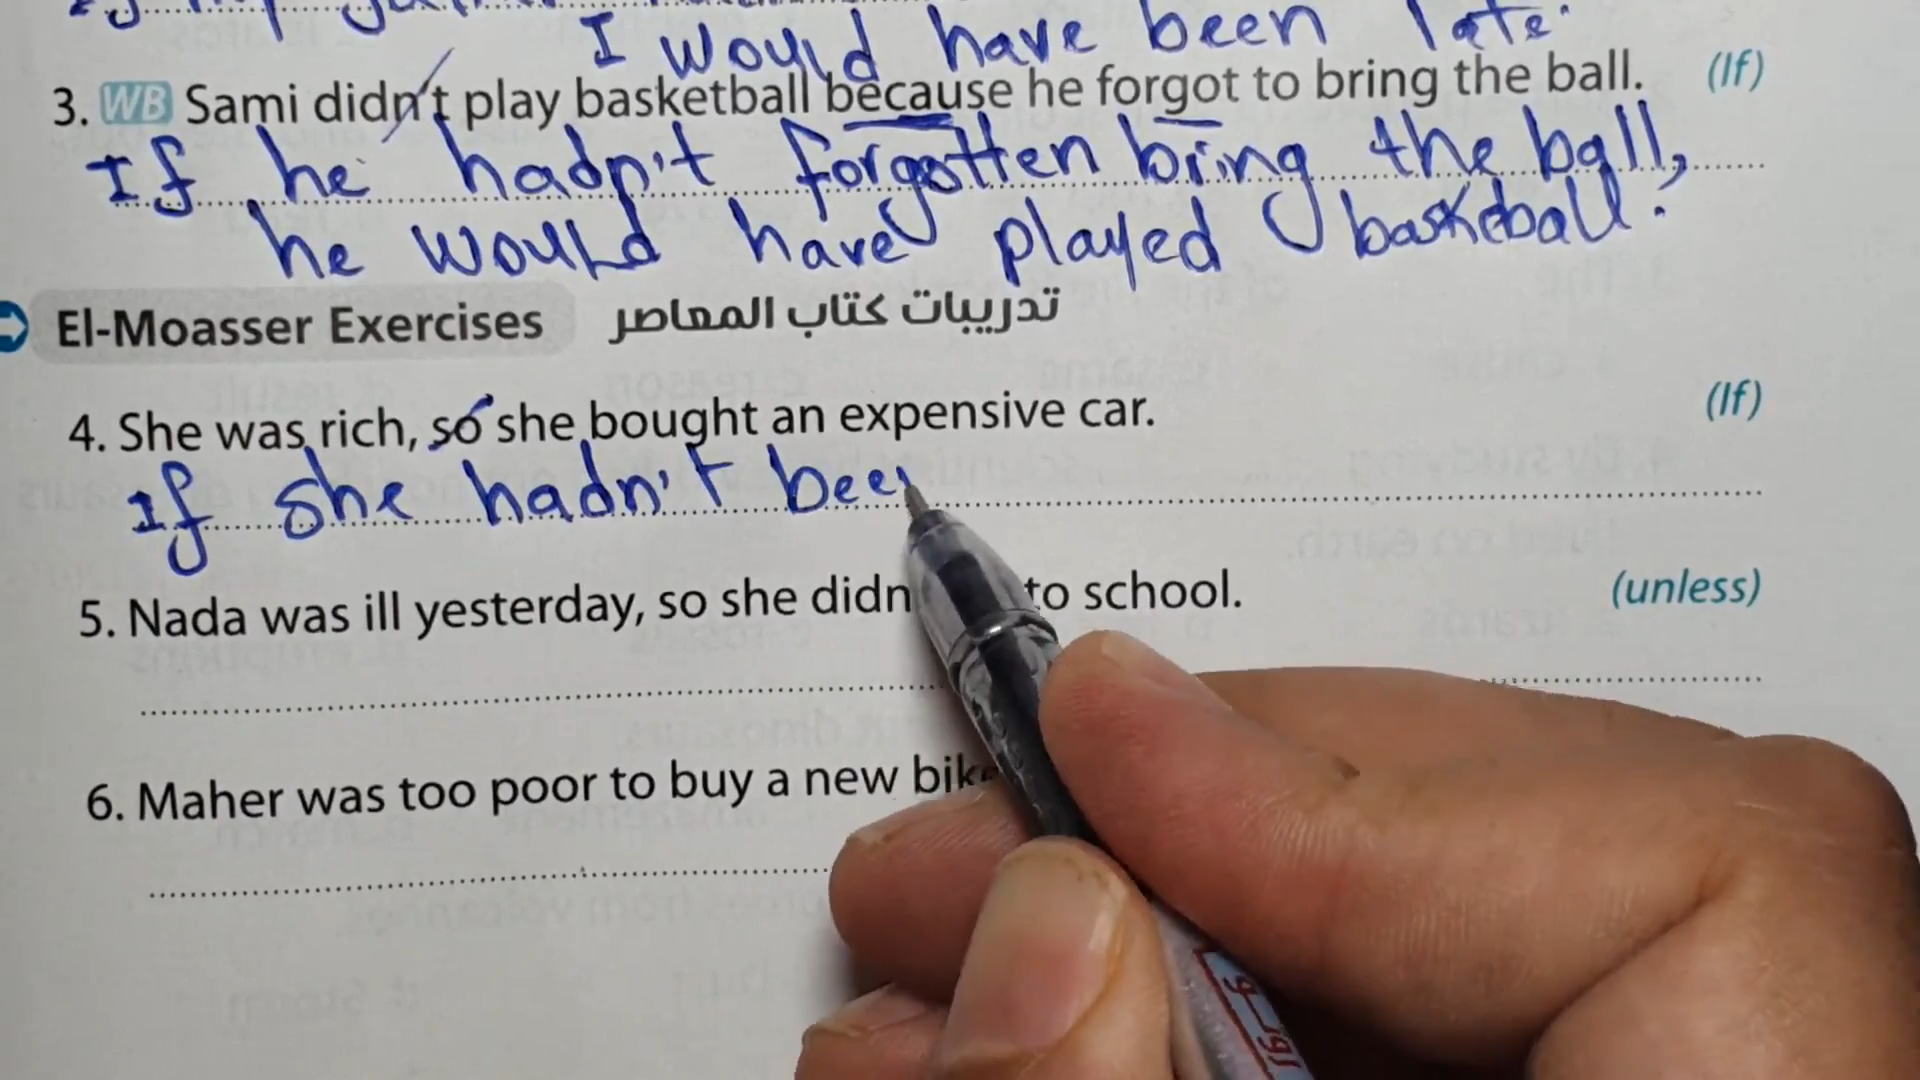 I would have been late.
3. WB Sami didn't play basketball because he forgot to bring the ball. (If)
If he hadn't forgotten bring the ball,
he would have played baskeball.
El-Moasser Exercises تدريبات كتاب المعاصر
4. She was rich, so she bought an expensive car. (If)
If she hadn't been
5. Nada was ill yesterday, so she didn to school. (unless)
6. Maher was too poor to buy a new bike